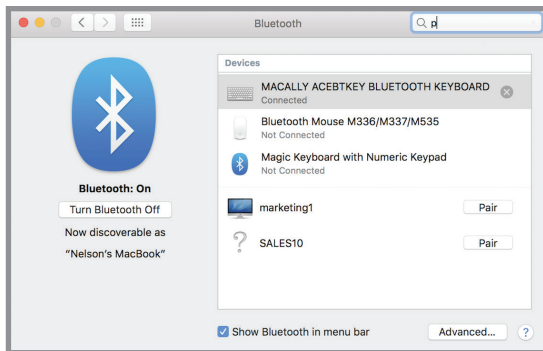 Bluetooth
p
Devices
MACALLY ACEBTKEY BLUETOOTH KEYBOARD
Connected
Bluetooth Mouse M336/M337/M535
Not Connected
Magic Keyboard with Numeric Keypad
Not Connected
marketing1 Pair
SALES10 Pair
Bluetooth: On
Turn Bluetooth Off
Now discoverable as
“Nelson's MacBook”
Show Bluetooth in menu bar Advanced... ?